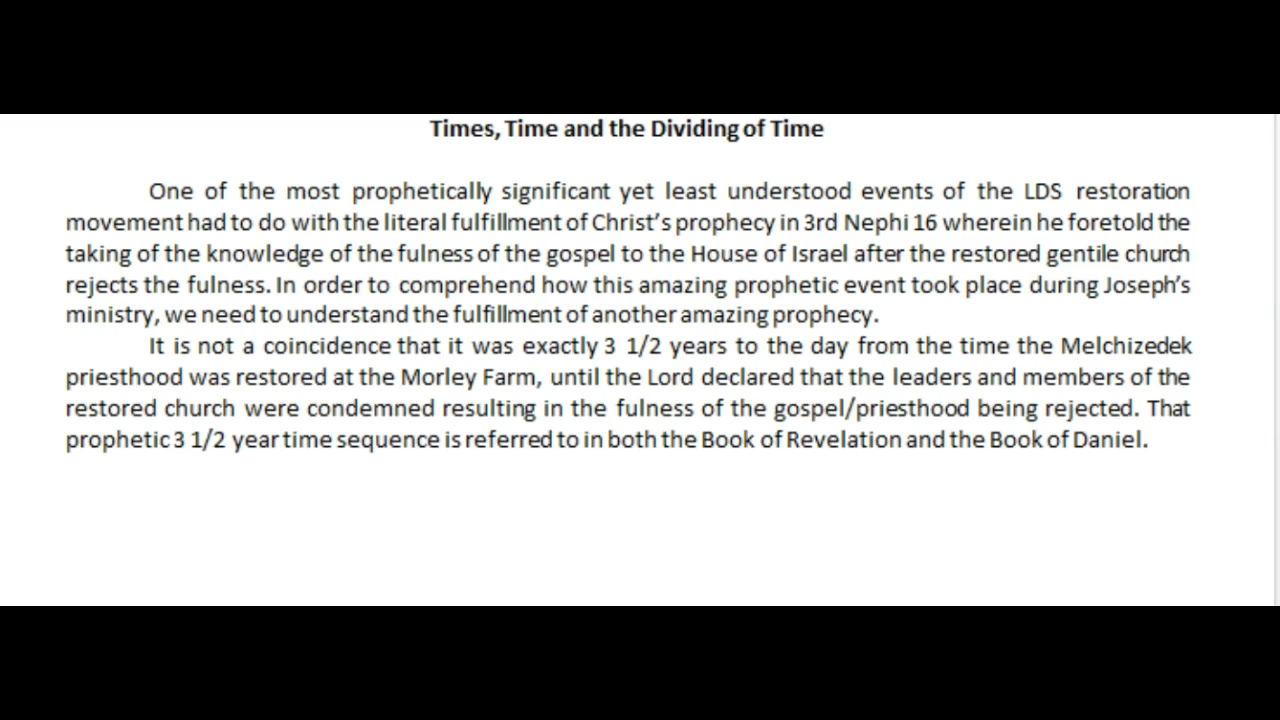 Times, Time and the Dividing of Time
One of the most prophetically significant yet least understood events of the LDS restoration
movement had to do with the literal fulfillment of Christ’s prophecy in 3rd Nephi 16 wherein he foretold the
taking of the knowledge of the fulness of the gospel to the House of Israel after the restored gentile church
rejects the fulness. In order to comprehend how this amazing prophetic event took place during Joseph’s
ministry, we need to understand the fulfillment of another amazing prophecy.
It is not a coincidence that it was exactly 3 1/2 years to the day from the time the Melchizedek
priesthood was restored at the Morley Farm, until the Lord declared that the leaders and members of the
restored church were condemned resulting in the fulness of the gospel/priesthood being rejected. That
prophetic 3 1/2 year time sequence is referred to in both the Book of Revelation and the Book of Daniel.